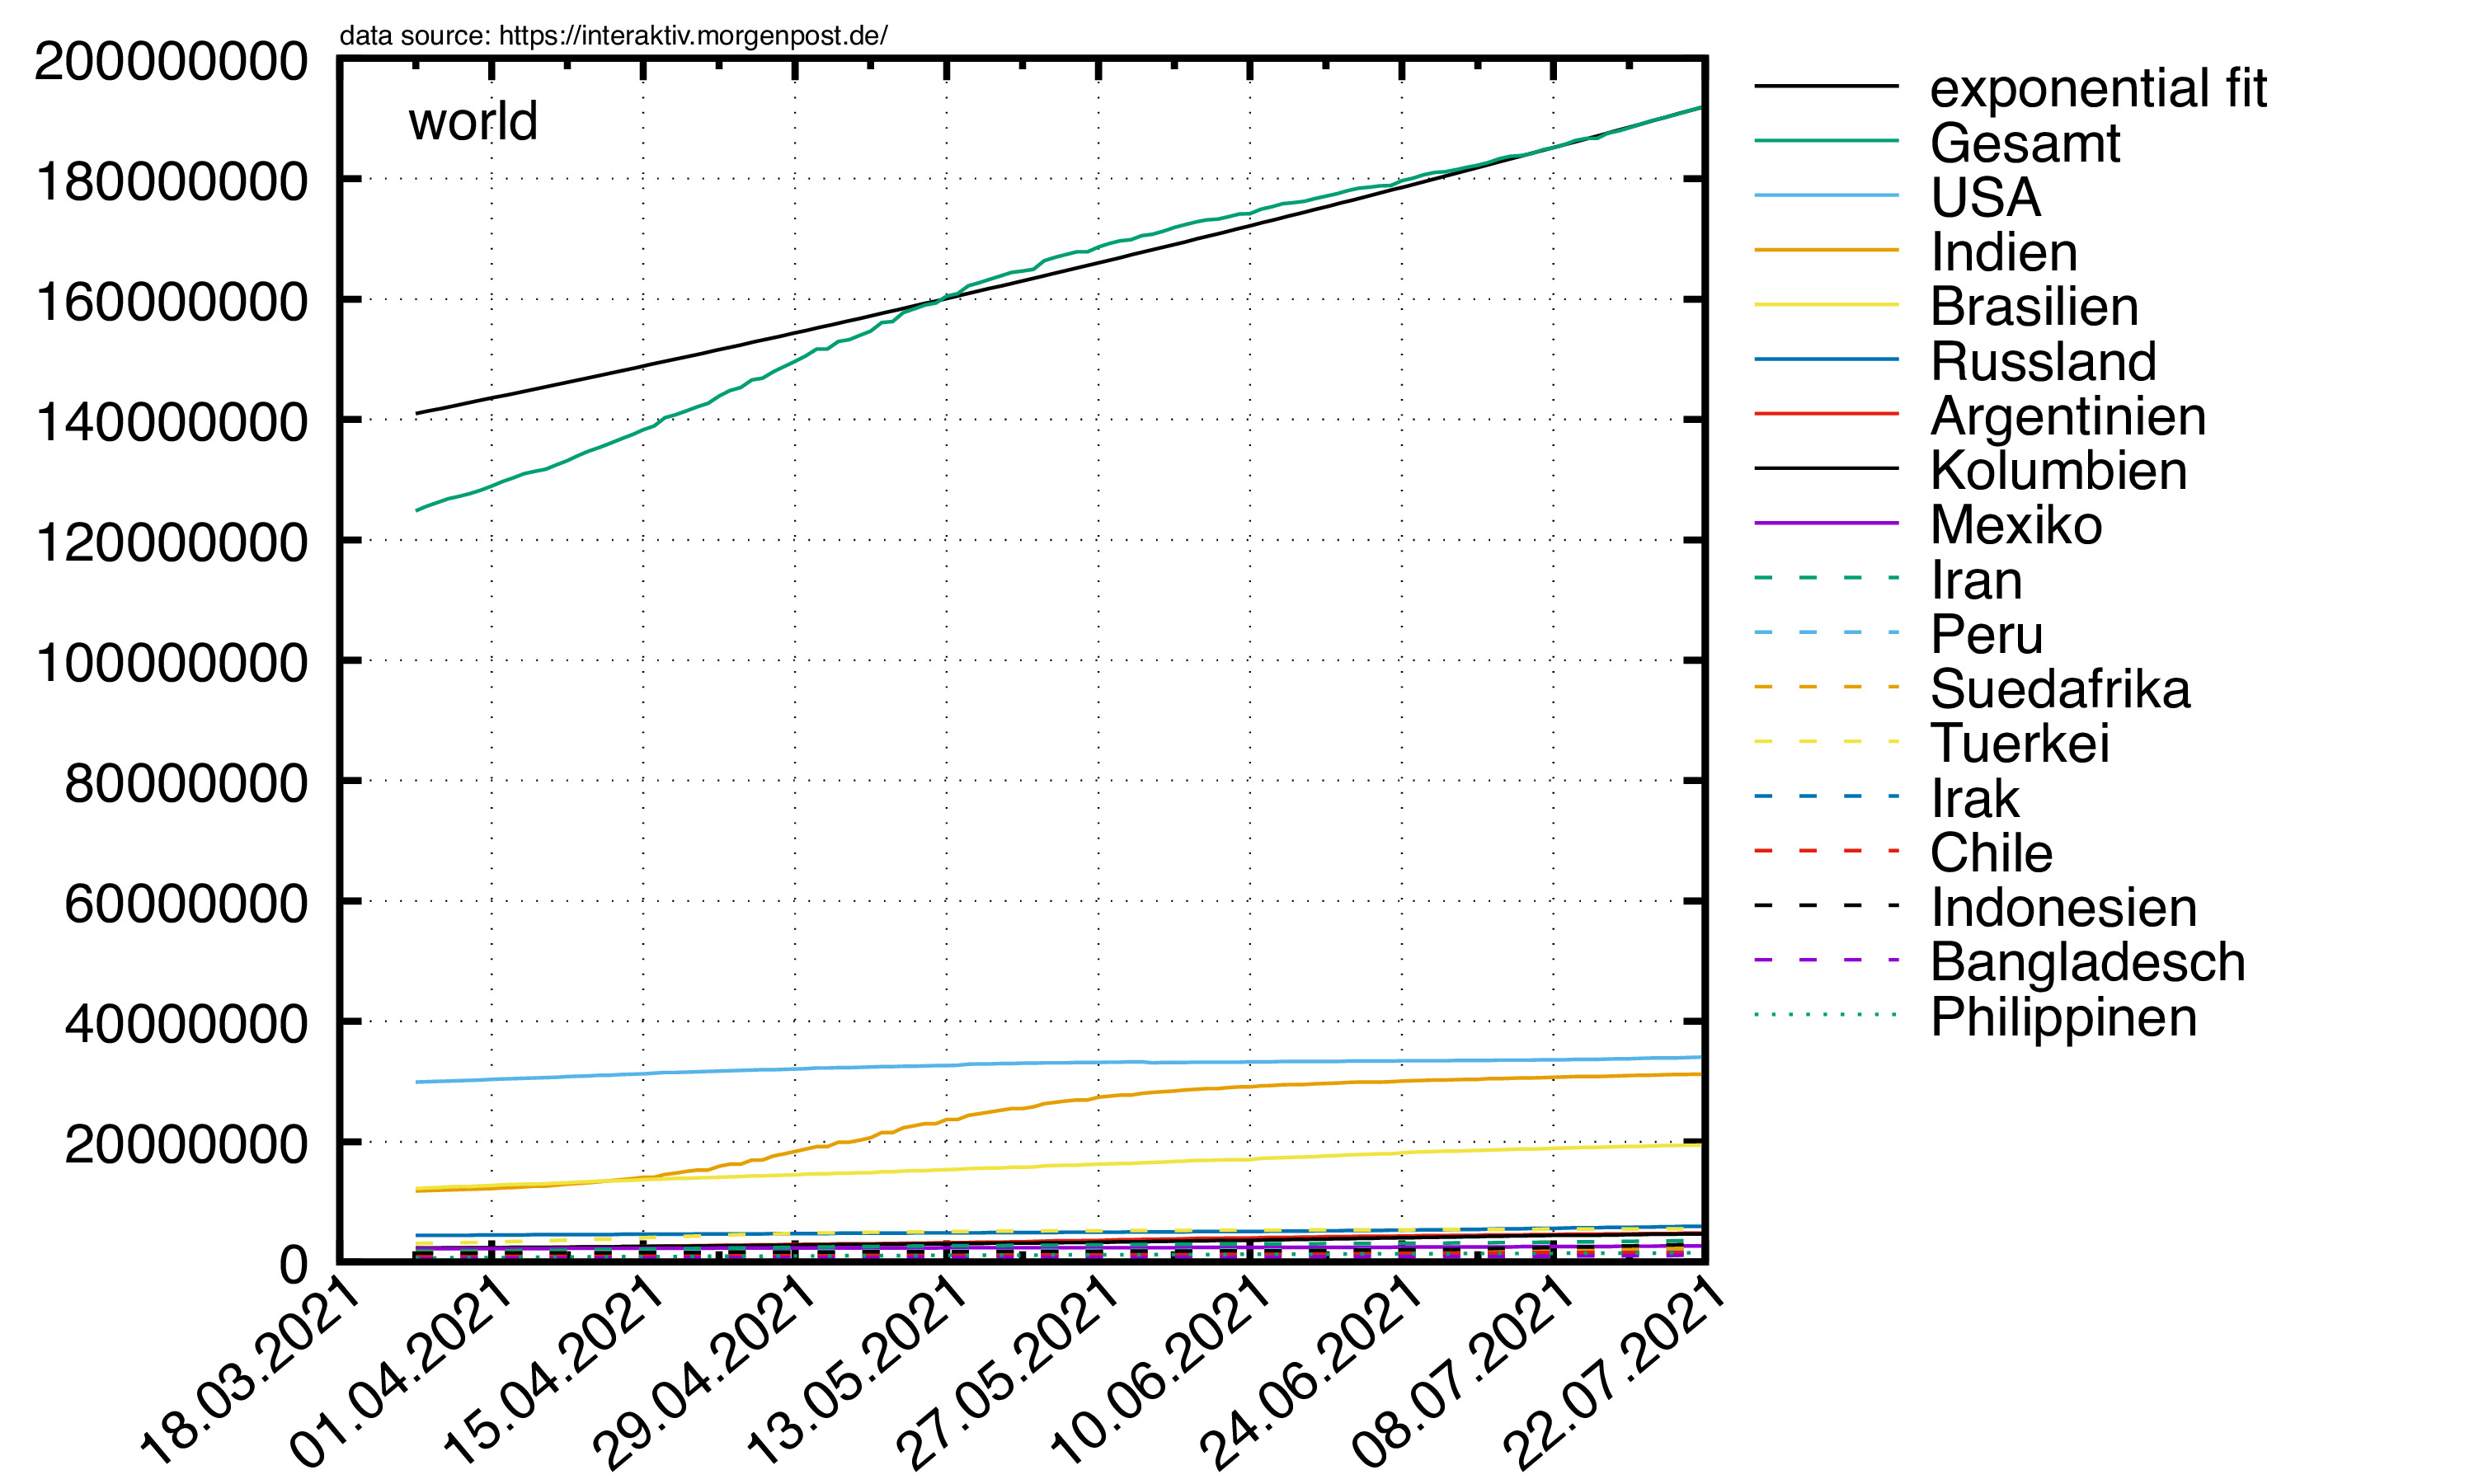 data source: https://interaktiv.morgenpost.de/
world
200000000
180000000
160000000
140000000
120000000
100000000
80000000
60000000
40000000
20000000
0
18.03.2021
01.04.2021
15.04.2021
29.04.2021
13.05.2021
27.05.2021
10.06.2021
24.06.2021
08.07.2021
22.07.2021
exponential fit
Gesamt
USA
Indien
Brasilien
Russland
Argentinien
Kolumbien
Mexiko
Iran
Peru
Suedafrika
Tuerkei
Irak
Chile
Indonesien
Bangladesch
Philippinen